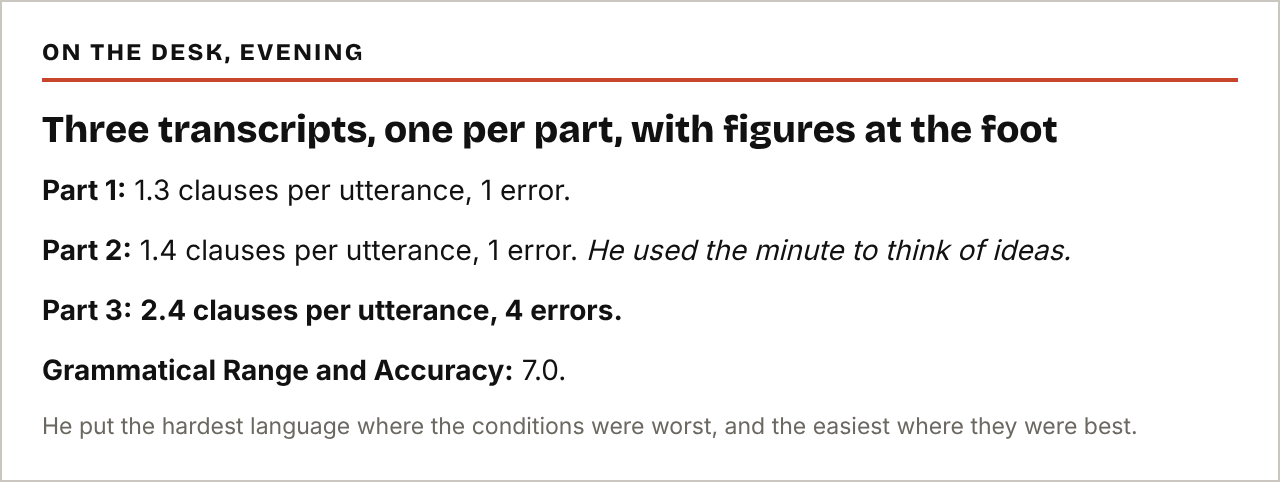 ON THE DESK, EVENING
Three transcripts, one per part, with figures at the foot
Part 1: 1.3 clauses per utterance, 1 error.
Part 2: 1.4 clauses per utterance, 1 error. He used the minute to think of ideas.
Part 3: 2.4 clauses per utterance, 4 errors.
Grammatical Range and Accuracy: 7.0.
He put the hardest language where the conditions were worst, and the easiest where they were best.